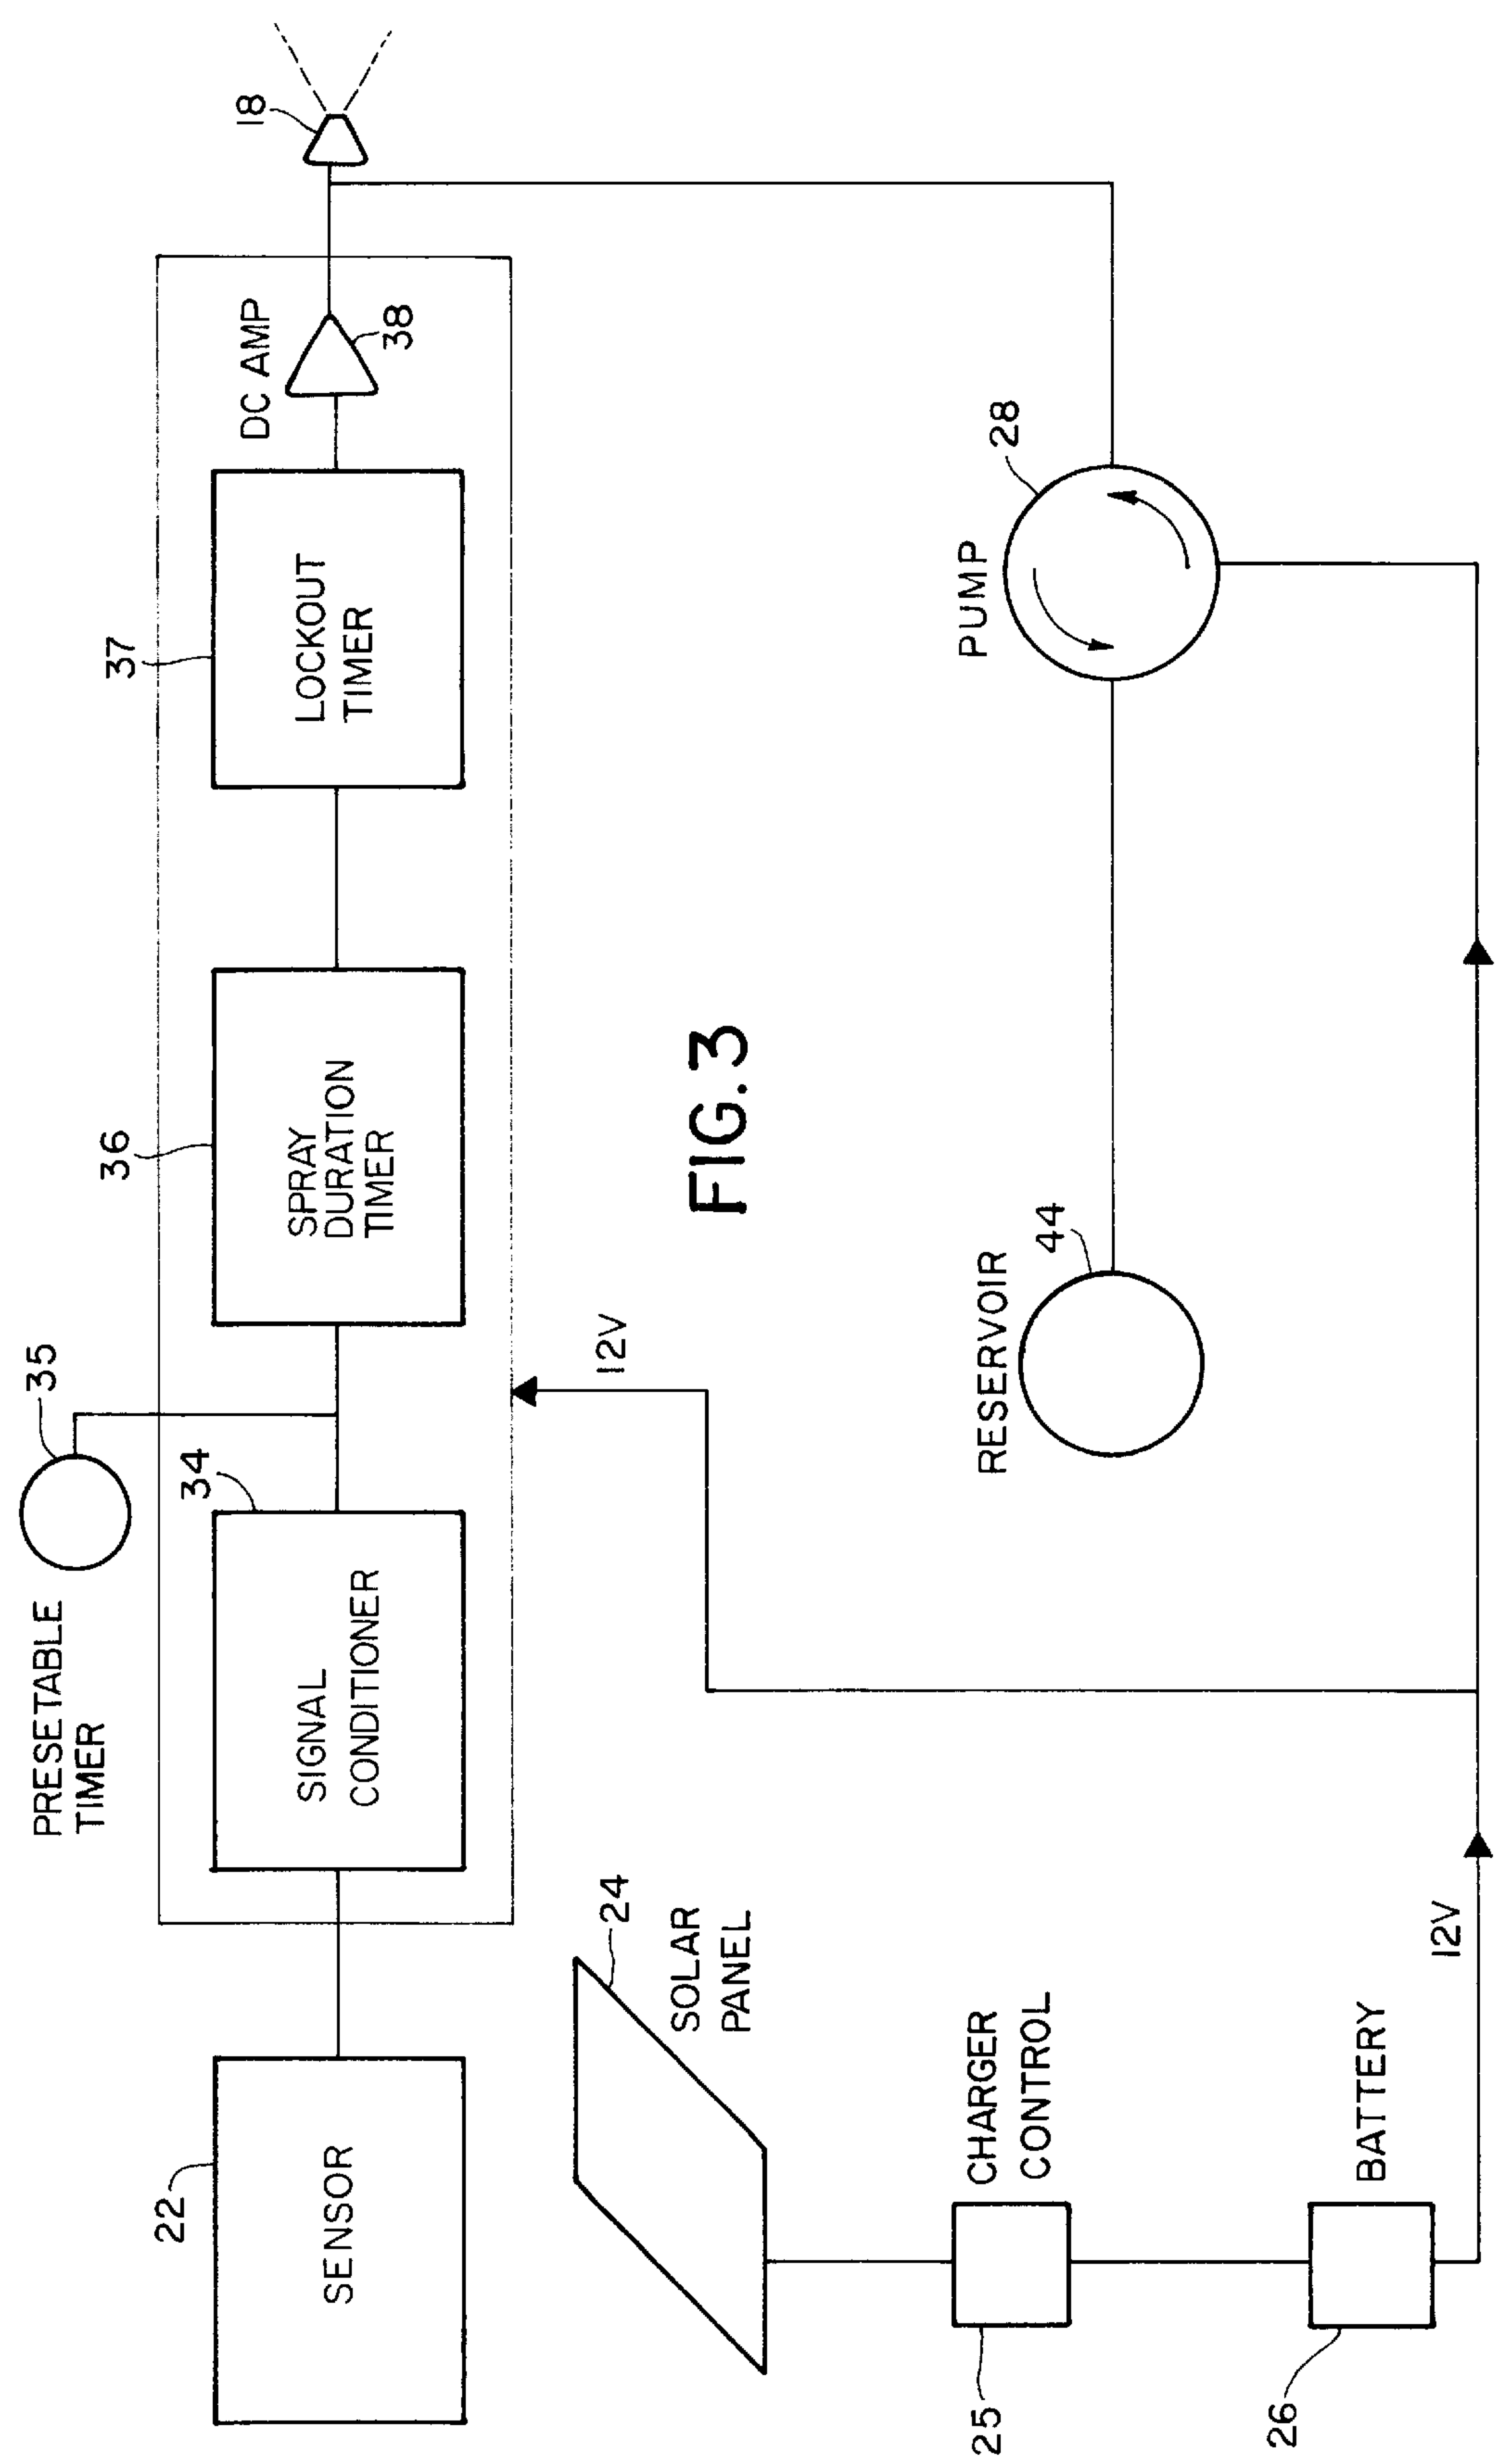 PRESETABLE
TIMER
35
22
SENSOR
34
SIGNAL
CONDITIONER
36
SPRAY
DURATION
TIMER
37
LOCKOUT
TIMER
DC AMP
38
18
12V
24
SOLAR
PANEL
FIG. 3
25
CHARGER
CONTROL
RESERVOIR
44
PUMP
28
26
BATTERY
12V